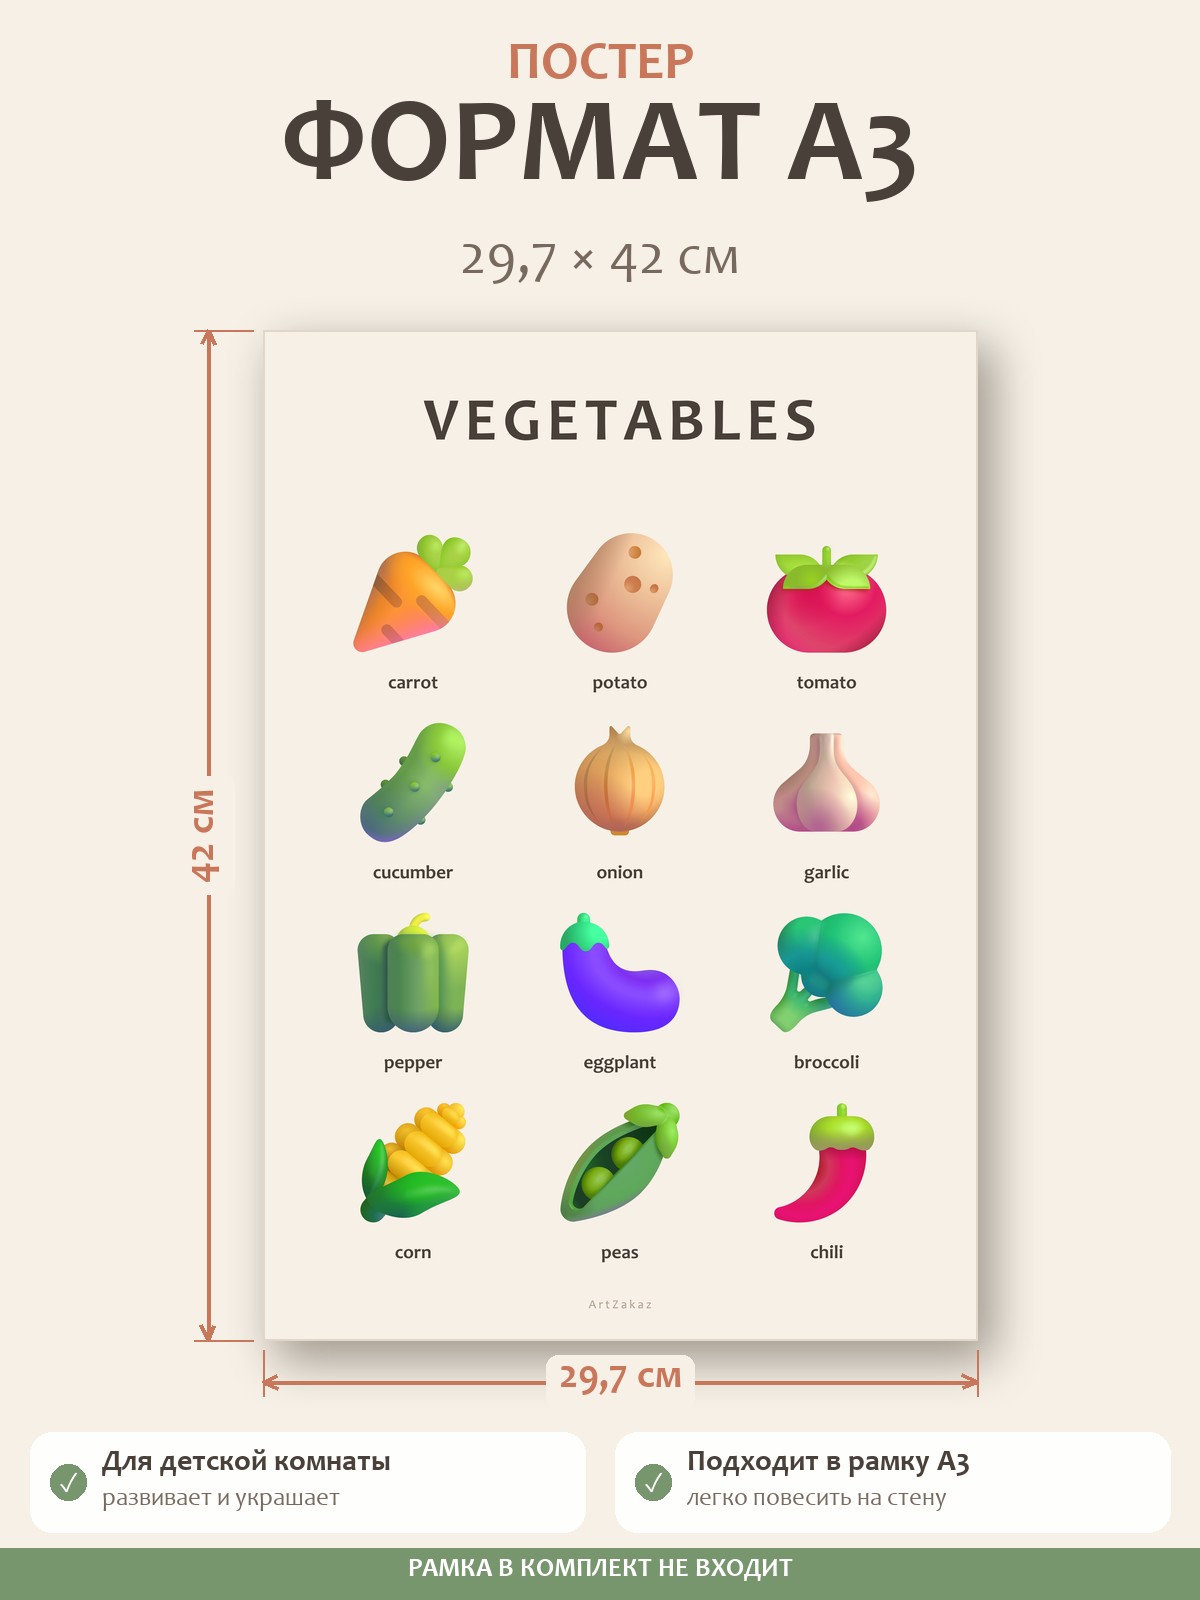 ПОСТЕР
ФОРМАТ А3
29,7 × 42 см
VEGETABLES
carrot potato tomato
42 см
cucumber onion garlic
pepper eggplant broccoli
corn peas chili
ArtZakaz
29,7 см
Для детской комнаты
развивает и украшает
Подходит в рамку А3
легко повесить на стену
РАМКА В КОМПЛЕКТ НЕ ВХОДИТ